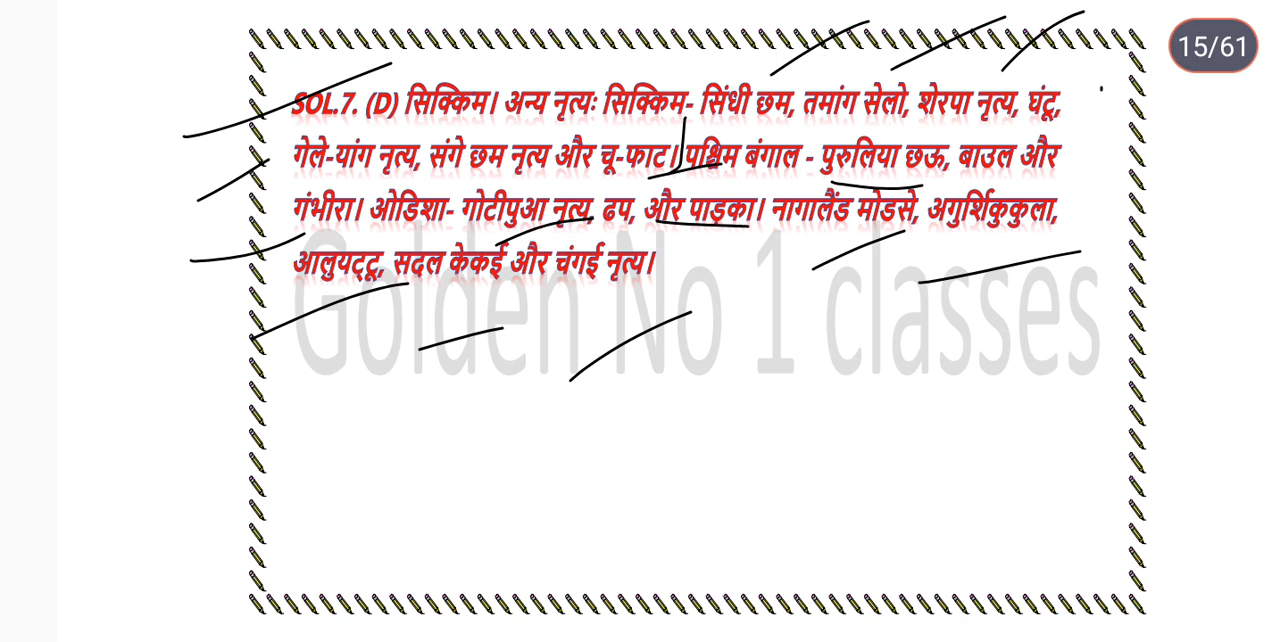 15/61
SOL.7. (D) सिक्किम। अन्य नृत्यः सिक्किम- सिंधी छम, तमांग सेलो, शेरपा नृत्य, घंटू,
गेले-यांग नृत्य, संगे छम नृत्य और चू-फाट। पश्चिम बंगाल - पुरुलिया छऊ, बाउल और
गंभीरा। ओडिशा- गोटीपुआ नृत्य, ढप, और पाइका। नागालैंड मोडसे, अगुर्शिकुकुला,
आलुयट्टू, सदल केकई और चंगई नृत्य।
Golden No 1 classes